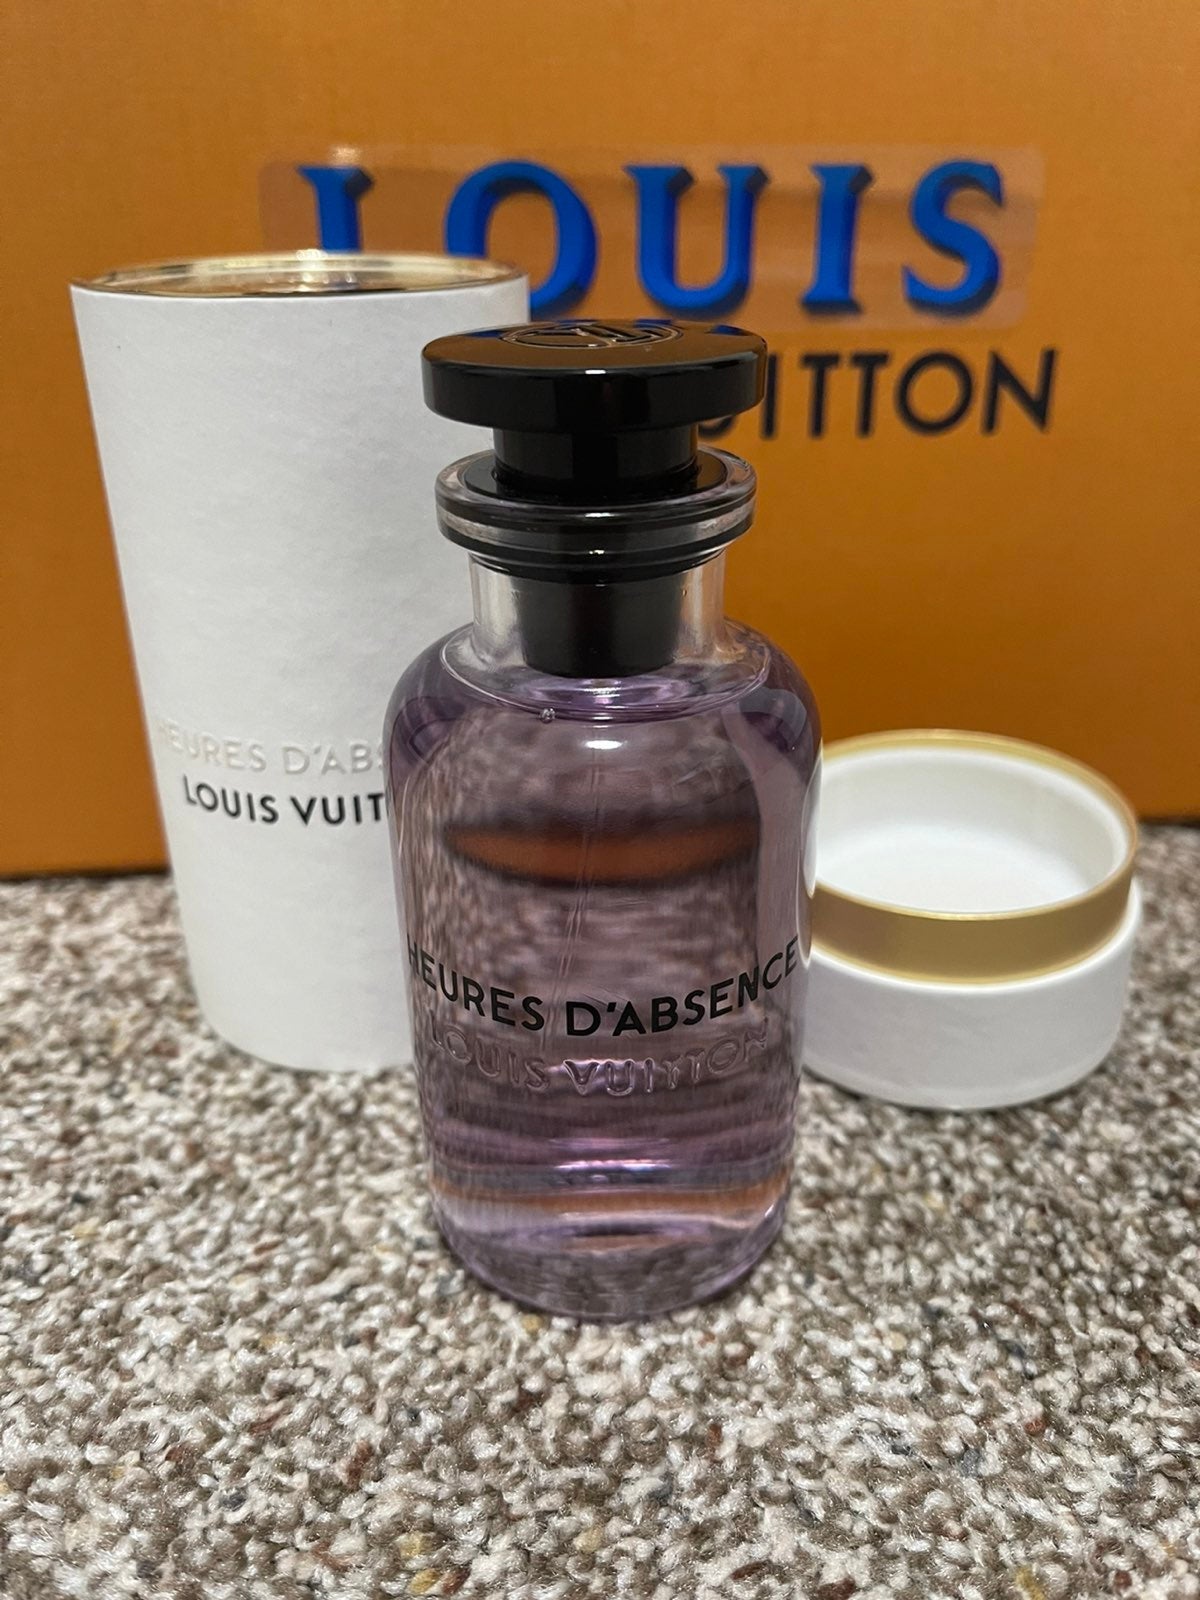 LOUIS
UITTON
HEURES D'ABS
LOUIS VUIT
HEURES D'ABSENCE
LOUIS VUITTON